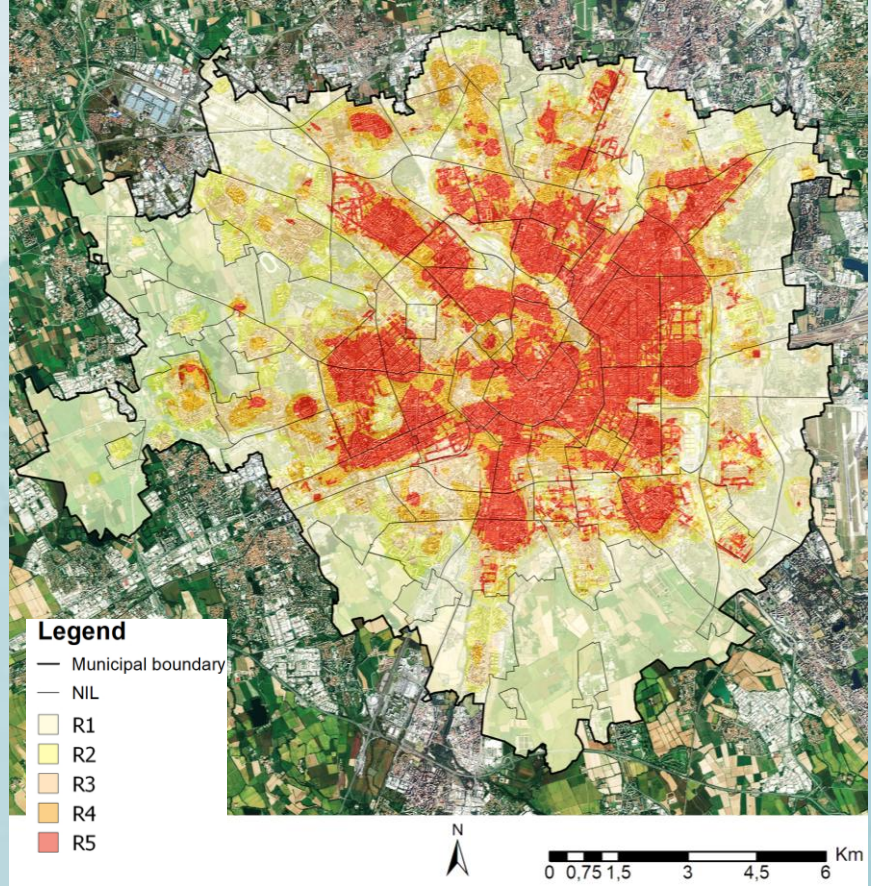 Legend
Municipal boundary
NIL
R1
R2
R3
R4
R5
N
Km
0 0,75 1,5 3 4,5 6